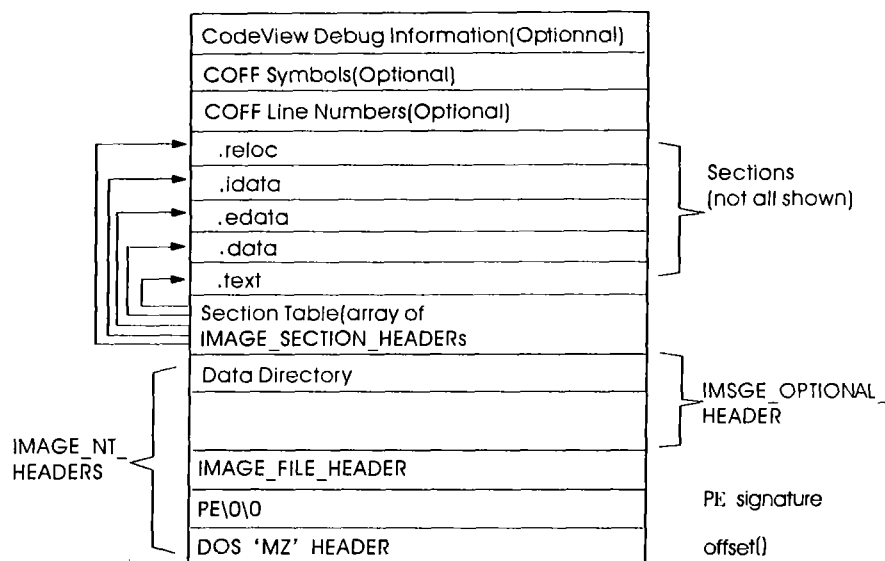 CodeView Debug Information(Optionnal)
COFF Symbols(Optional)
COFF Line Numbers(Optional)
.reloc
.idata
.edata
.data
.text
Sections
(not all shown)
Section Table(array of
IMAGE_SECTION_HEADERs
Data Directory
IMSGE_OPTIONAL_
HEADER
IMAGE_NT_
HEADERS
IMAGE_FILE_HEADER
PE\0\0
PE signature
DOS 'MZ' HEADER
offset()